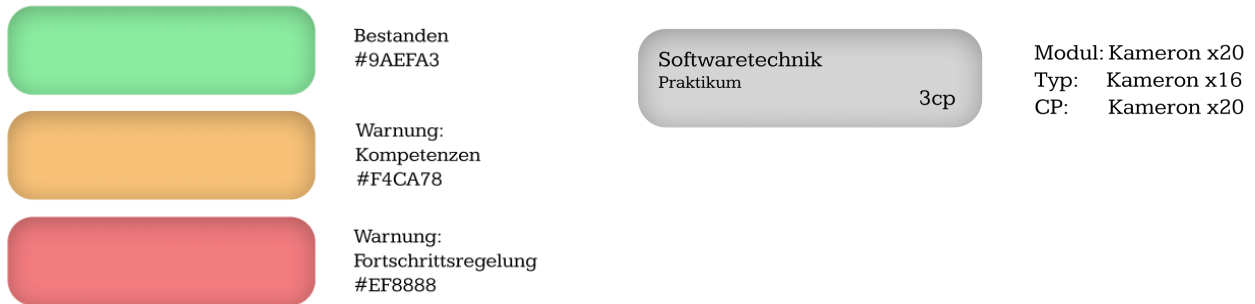 Bestanden
#9AEFA3
Warnung:
Kompetenzen
#F4CA78
Warnung:
Fortschrittsregelung
#EF8888
Softwaretechnik
Praktikum
3cp
Modul: Kameron x20
Typ: Kameron x16
CP: Kameron x20